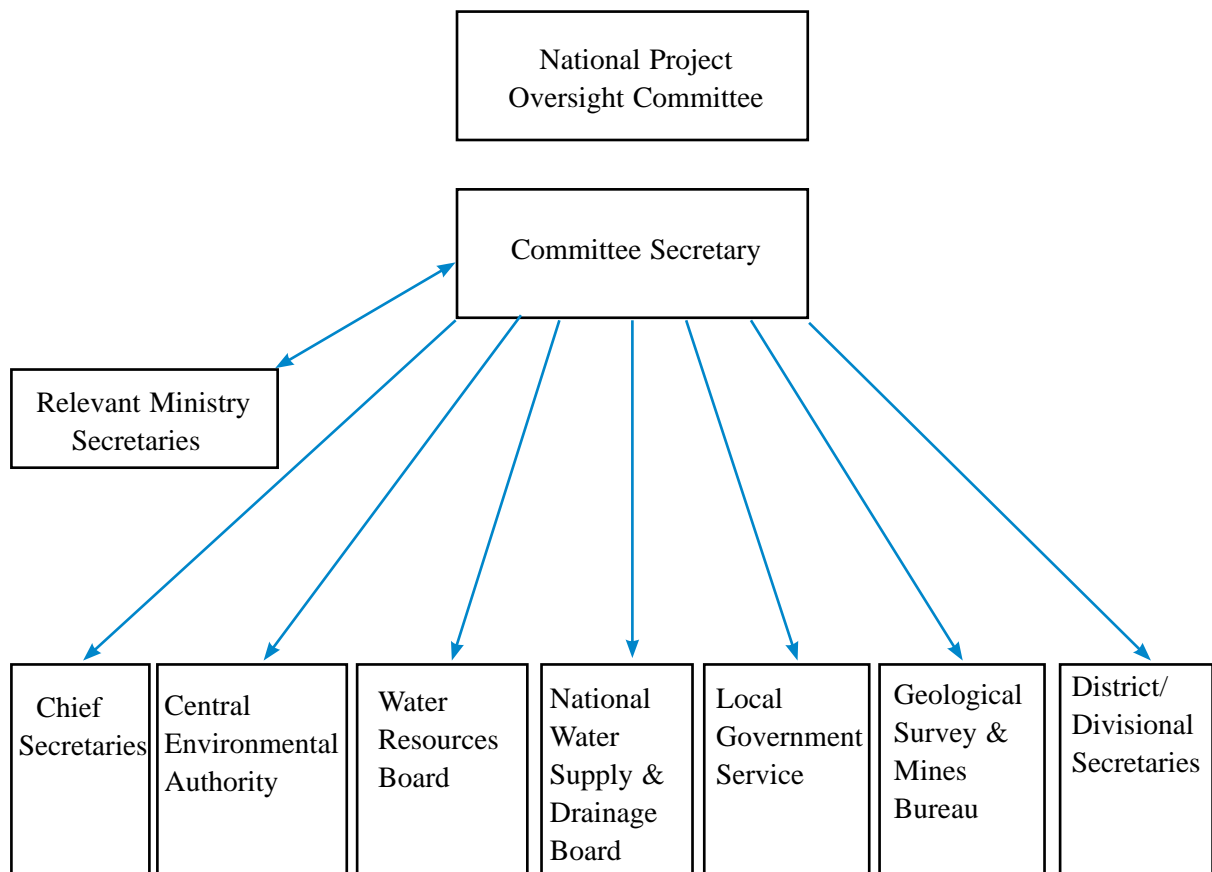 National Project
Oversight Committee
Committee Secretary
Relevant Ministry
Secretaries
Chief
Secretaries
Central
Environmental
Authority
Water
Resources
Board
National
Water
Supply &
Drainage
Board
Local
Government
Service
Geological
Survey &
Mines
Bureau
District/
Divisional
Secretaries